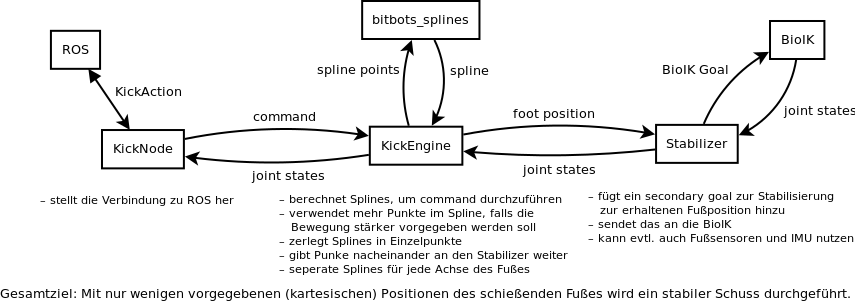 bitbots_splines
ROS
BioIK
KickAction
spline points
spline
BioIK Goal
joint states
command
foot position
KickNode
KickEngine
Stabilizer
joint states
joint states
– stellt die Verbindung zu ROS her
– berechnet Splines, um command durchzuführen
– verwendet mehr Punkte im Spline, falls die
Bewegung stärker vorgegeben werden soll
– zerlegt Splines in Einzelpunkte
– gibt Punke nacheinander an den Stabilizer weiter
– seperate Splines für jede Achse des Fußes
– fügt ein secondary goal zur Stabilisierung
zur erhaltenen Fußposition hinzu
– sendet das an die BioIK
– kann evtl. auch Fußsensoren und IMU nutzen
Gesamtziel: Mit nur wenigen vorgegebenen (kartesischen) Positionen des schießenden Fußes wird ein stabiler Schuss durchgeführt.